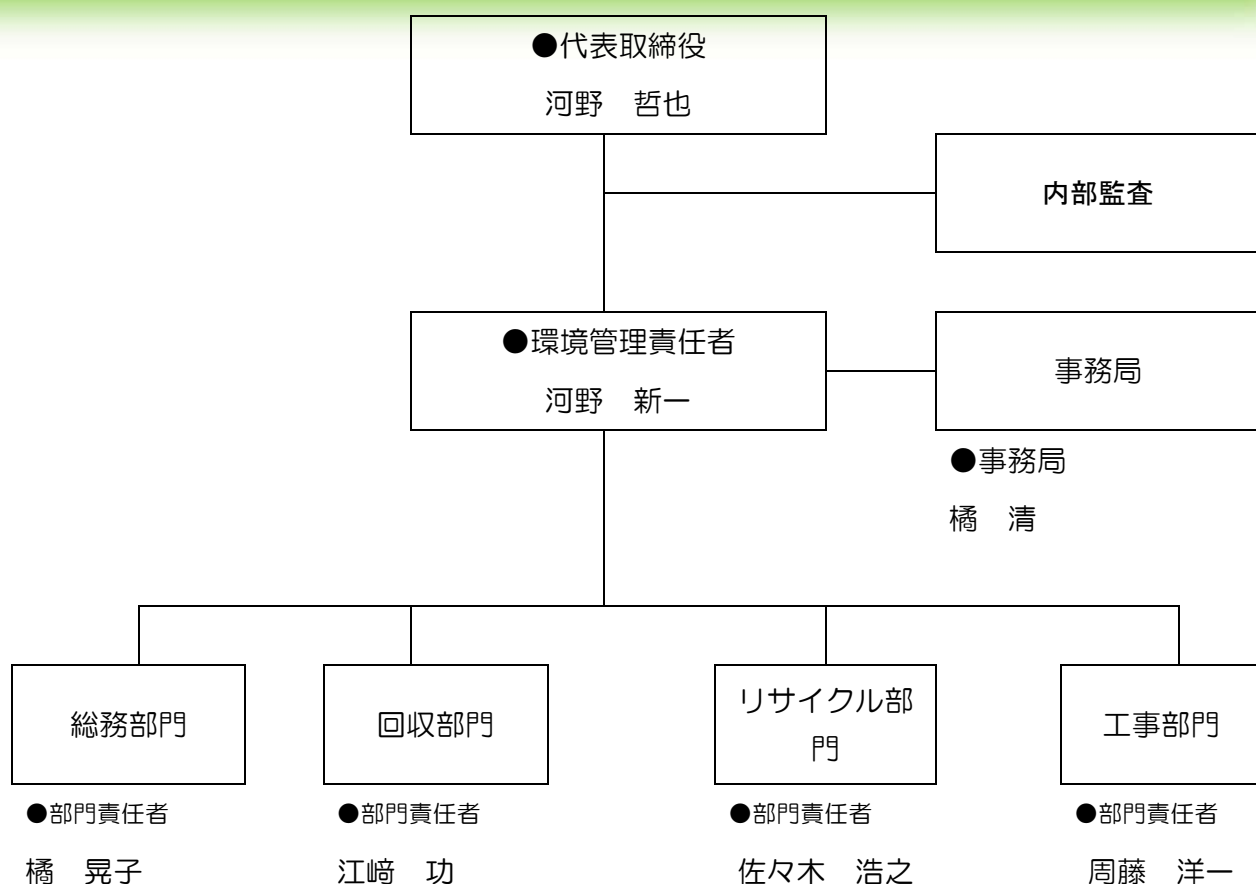 ●代表取締役
河野　哲也
内部監査
●環境管理責任者
河野　新一
事務局
●事務局
橘　清
総務部門
回収部門
リサイクル部
門
工事部門
●部門責任者
橘　晃子
●部門責任者
江﨑　功
●部門責任者
佐々木　浩之
●部門責任者
周藤　洋一